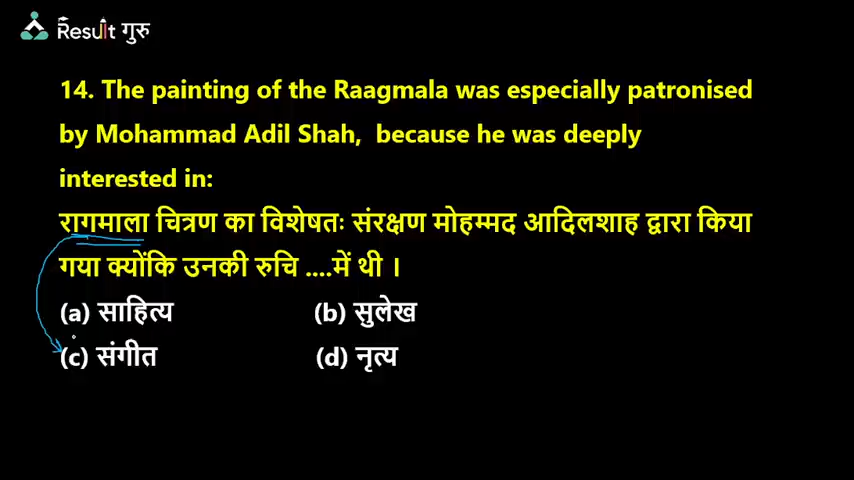 Result गुरु
14. The painting of the Raagmala was especially patronised
by Mohammad Adil Shah, because he was deeply
interested in:
रागमाला चित्रण का विशेषतः संरक्षण मोहम्मद आदिलशाह द्वारा किया
गया क्योंकि उनकी रुचि ....में थी ।
(a) साहित्य (b) सुलेख
(c) संगीत (d) नृत्य